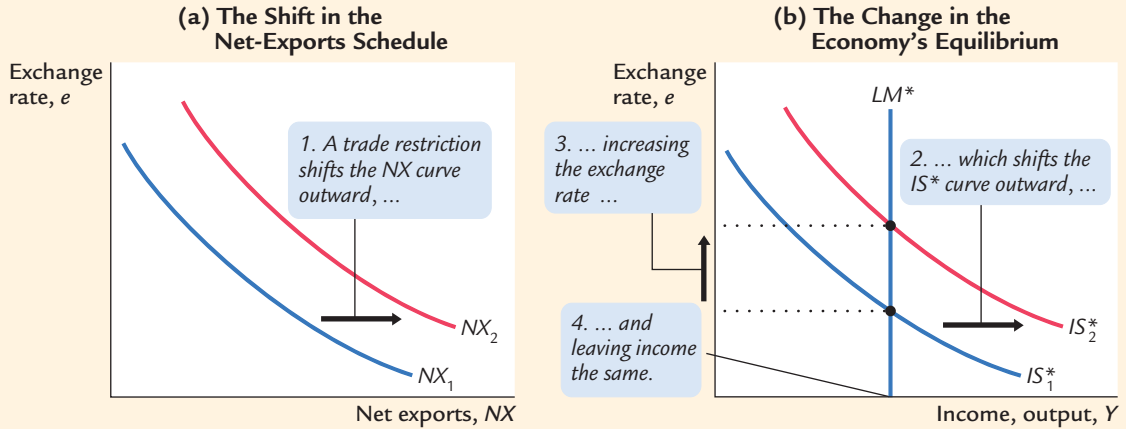 (a) The Shift in the
Net-Exports Schedule
Exchange
rate, e
1. A trade restriction
shifts the NX curve
outward, ...
NX₂
NX₁
Net exports, NX
(b) The Change in the
Economy's Equilibrium
Exchange
rate, e
LM*
3. ... increasing
the exchange
rate ...
2. ... which shifts the
IS* curve outward, ...
4. ... and
leaving income
the same.
IS*₂
IS*₁
Income, output, Y